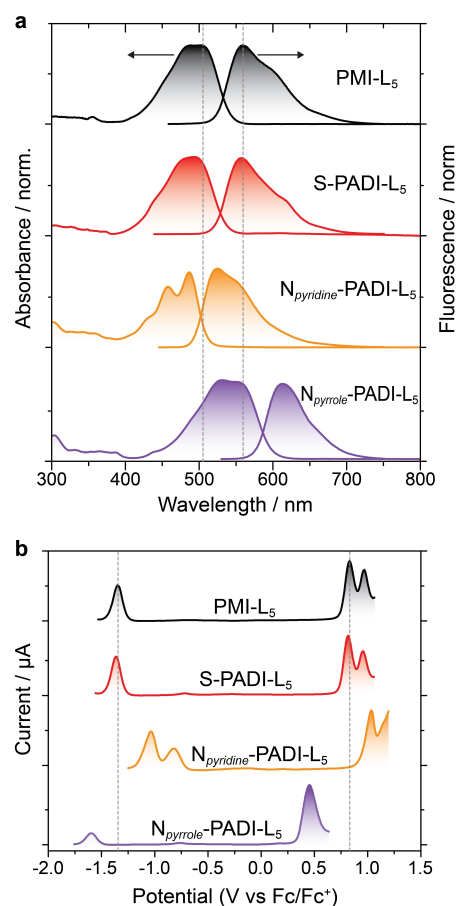 a
PMI-L5
S-PADI-L5
Npyridine-PADI-L5
Npyrrole-PADI-L5
Absorbance / norm.
Fluorescence / norm
300 400 500 600 700 800
Wavelength / nm
b
PMI-L5
S-PADI-L5
Npyridine-PADI-L5
Npyrrole-PADI-L5
Current / µA
-2.0 -1.5 -1.0 -0.5 0.0 0.5 1.0 1.5
Potential (V vs Fc/Fc+)